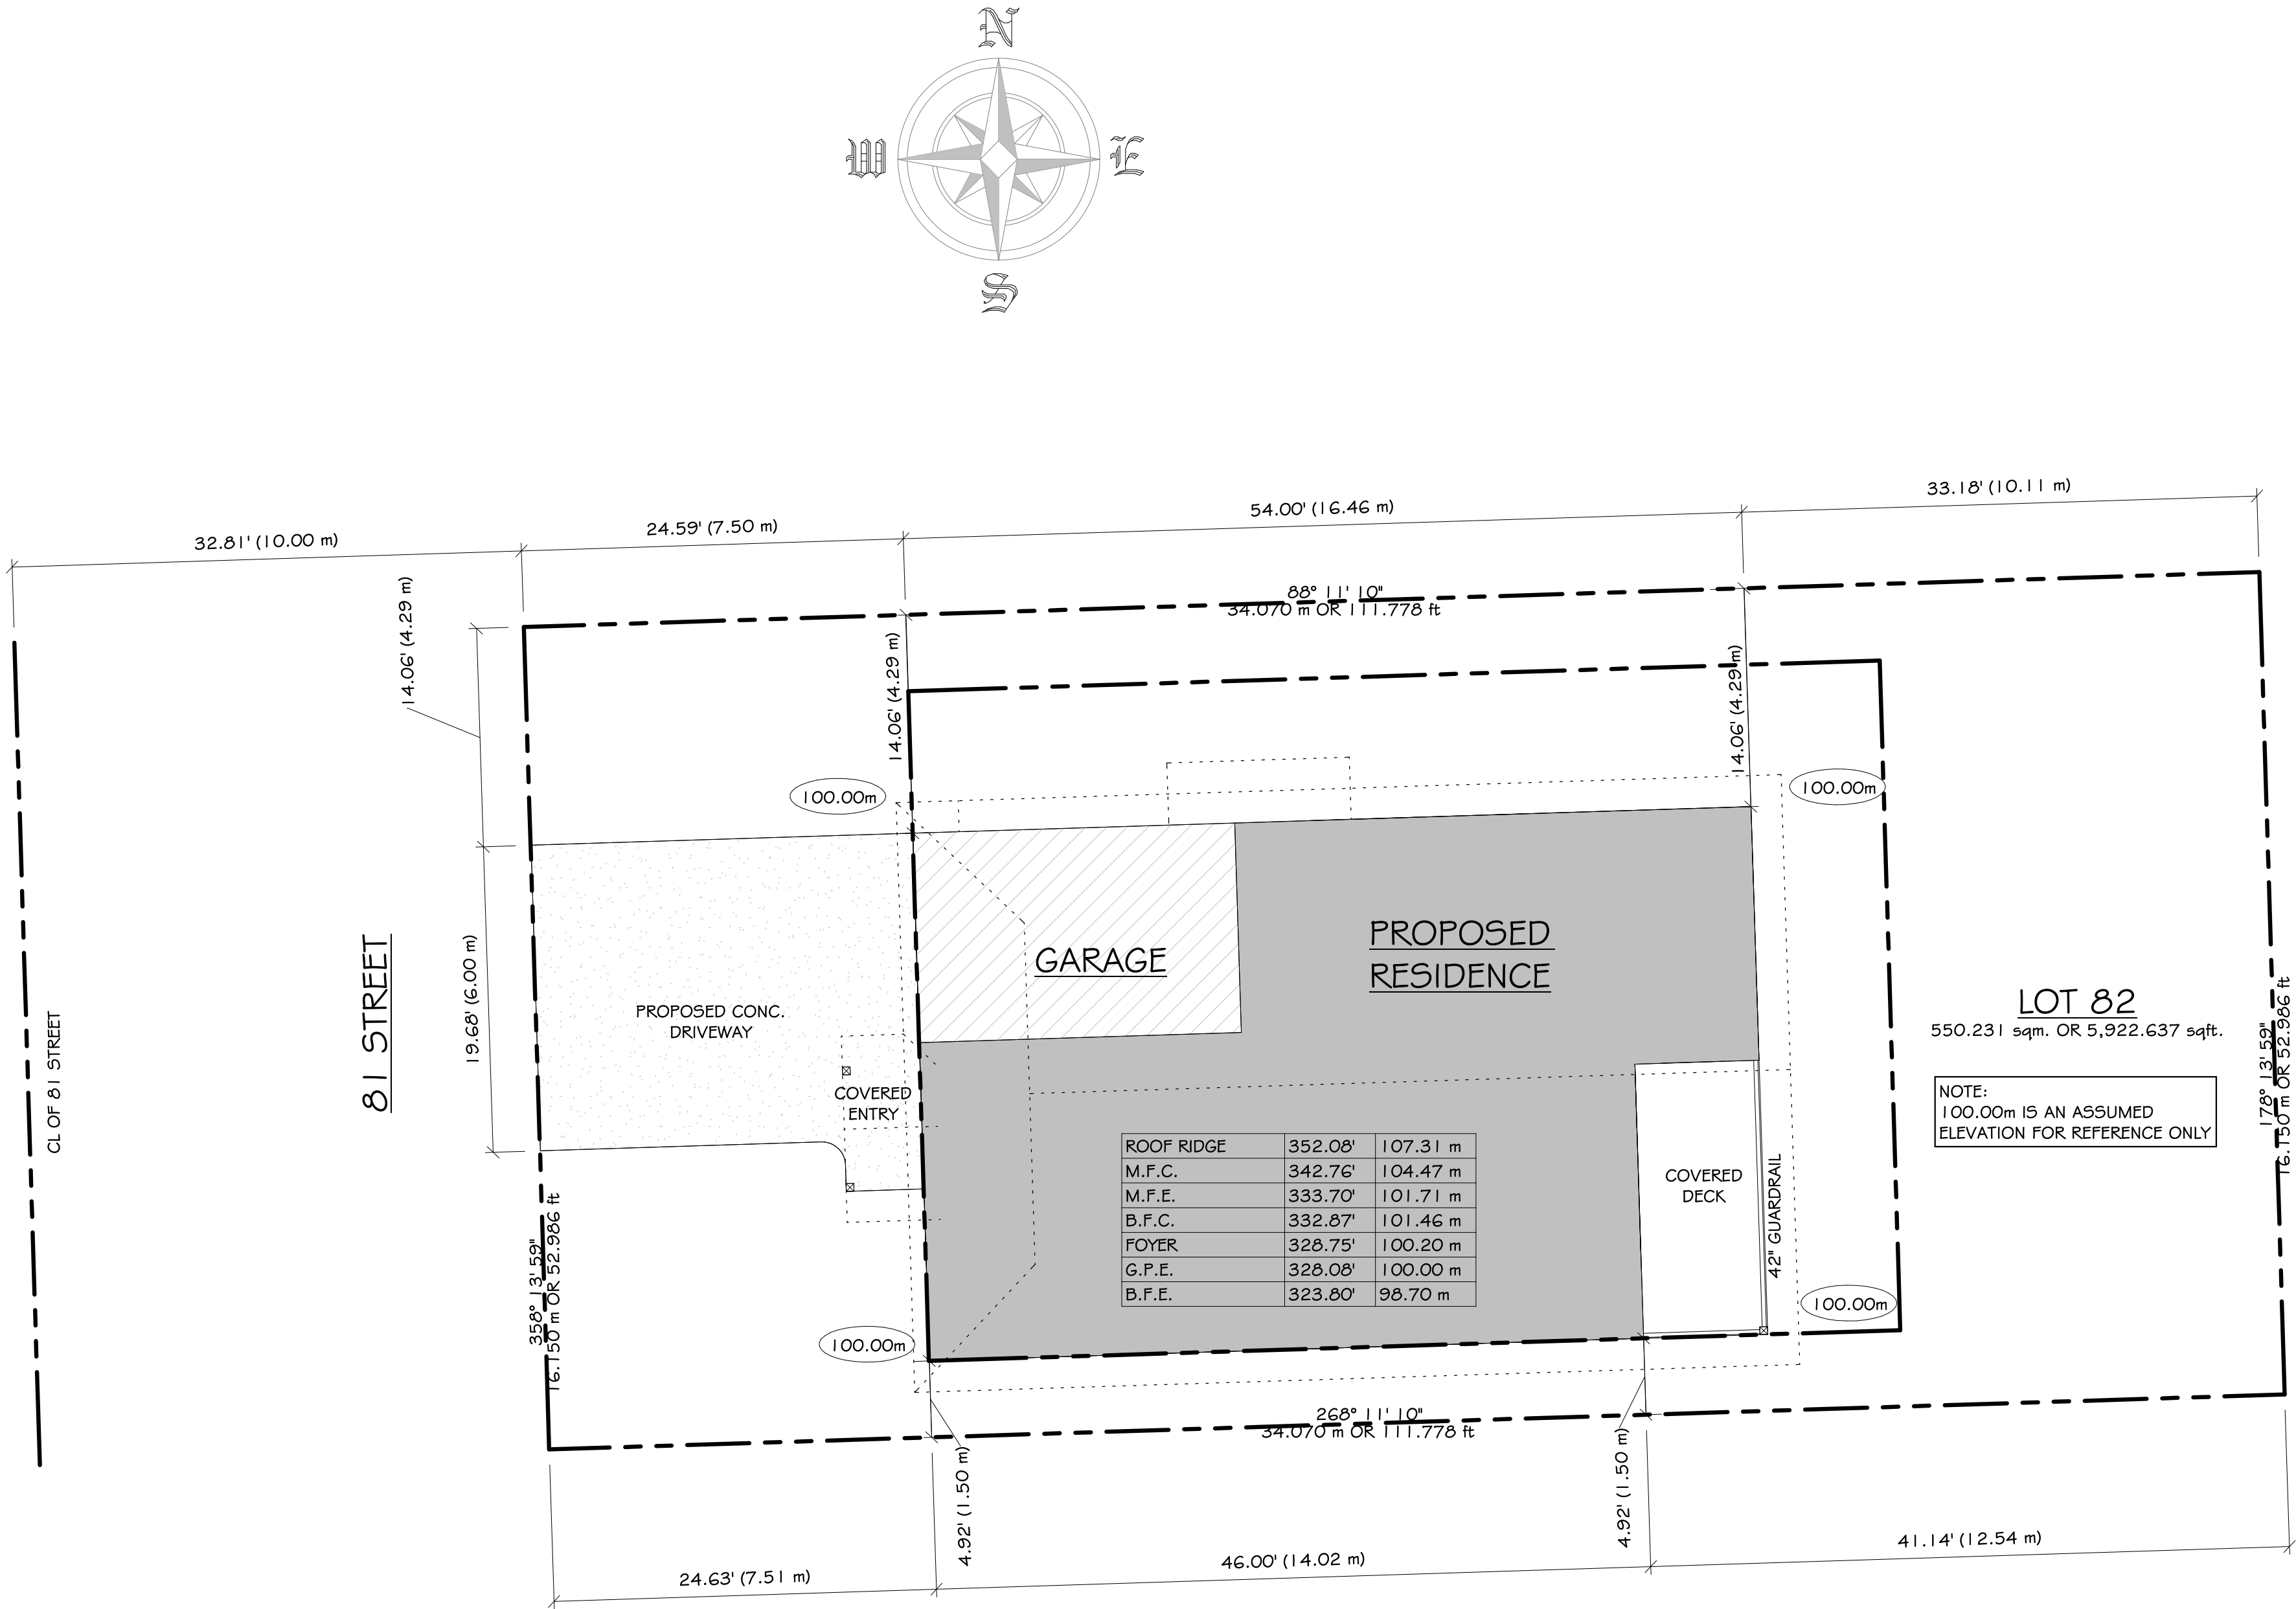 N
W
E
S
33.18' (10.11 m)
54.00' (16.46 m)
24.59' (7.50 m)
32.81' (10.00 m)
88° 11' 10"
34.070 m OR 111.778 ft
14.06' (4.29 m)
14.06' (4.29 m)
14.06' (4.29 m)
100.00m
100.00m
PROPOSED
RESIDENCE
GARAGE
19.68' (6.00 m)
81 STREET
CL OF 81 STREET
PROPOSED CONC.
DRIVEWAY
COVERED
ENTRY
LOT 82
550.231 sqm. OR 5,922.637 sqft.
NOTE:
100.00m IS AN ASSUMED
ELEVATION FOR REFERENCE ONLY
178° 13' 59"
16.150 m OR 52.986 ft
ROOF RIDGE 352.08' 107.31 m
M.F.C. 342.76' 104.47 m
M.F.E. 333.70' 101.71 m
B.F.C. 332.87' 101.46 m
FOYER 328.75' 100.20 m
G.P.E. 328.08' 100.00 m
B.F.E. 323.80' 98.70 m
COVERED
DECK
42" GUARDRAIL
358° 13' 59"
16.150 m OR 52.986 ft
100.00m
100.00m
268° 11' 10"
34.070 m OR 111.778 ft
4.92' (1.50 m)
4.92' (1.50 m)
24.63' (7.51 m)
46.00' (14.02 m)
41.14' (12.54 m)